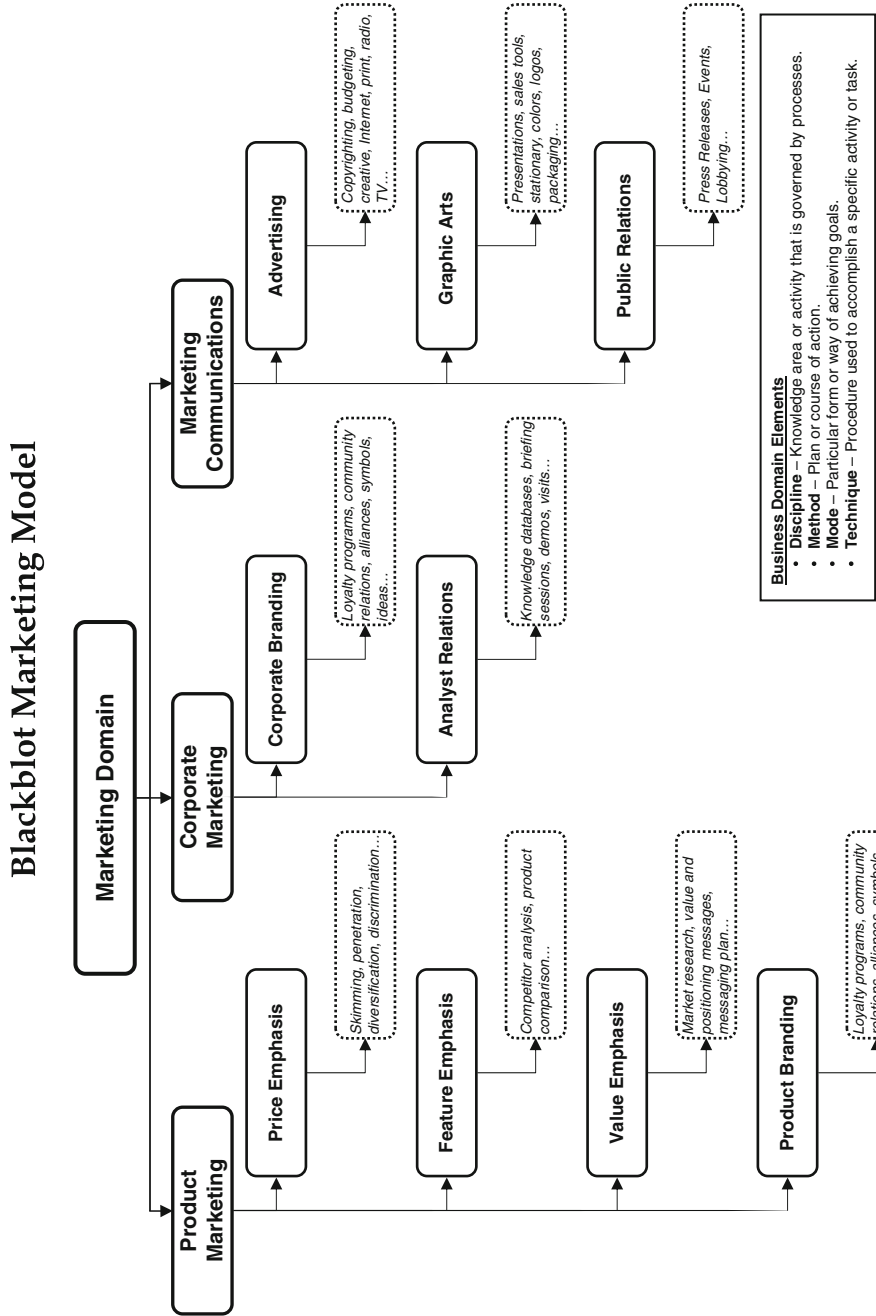 Blackblot Marketing Model
Marketing Domain
Product
Marketing
Price Emphasis
Skimming, penetration,
diversification, discrimination…
Feature Emphasis
Competitor analysis, product
comparison…
Value Emphasis
Market research, value and
positioning messages,
messaging plan…
Product Branding
Loyalty programs, community
relations, alliances, symbols,
Corporate
Marketing
Corporate Branding
Loyalty programs, community
relations, alliances, symbols,
ideas…
Analyst Relations
Knowledge databases, briefing
sessions, demos, visits…
Marketing
Communications
Advertising
Copyrighting, budgeting,
creative, Internet, print, radio,
TV…
Graphic Arts
Presentations, sales tools,
stationary, colors, logos,
packaging…
Public Relations
Press Releases, Events,
Lobbying…
Business Domain Elements
• Discipline – Knowledge area or activity that is governed by processes.
• Method – Plan or course of action.
• Mode – Particular form or way of achieving goals.
• Technique – Procedure used to accomplish a specific activity or task.